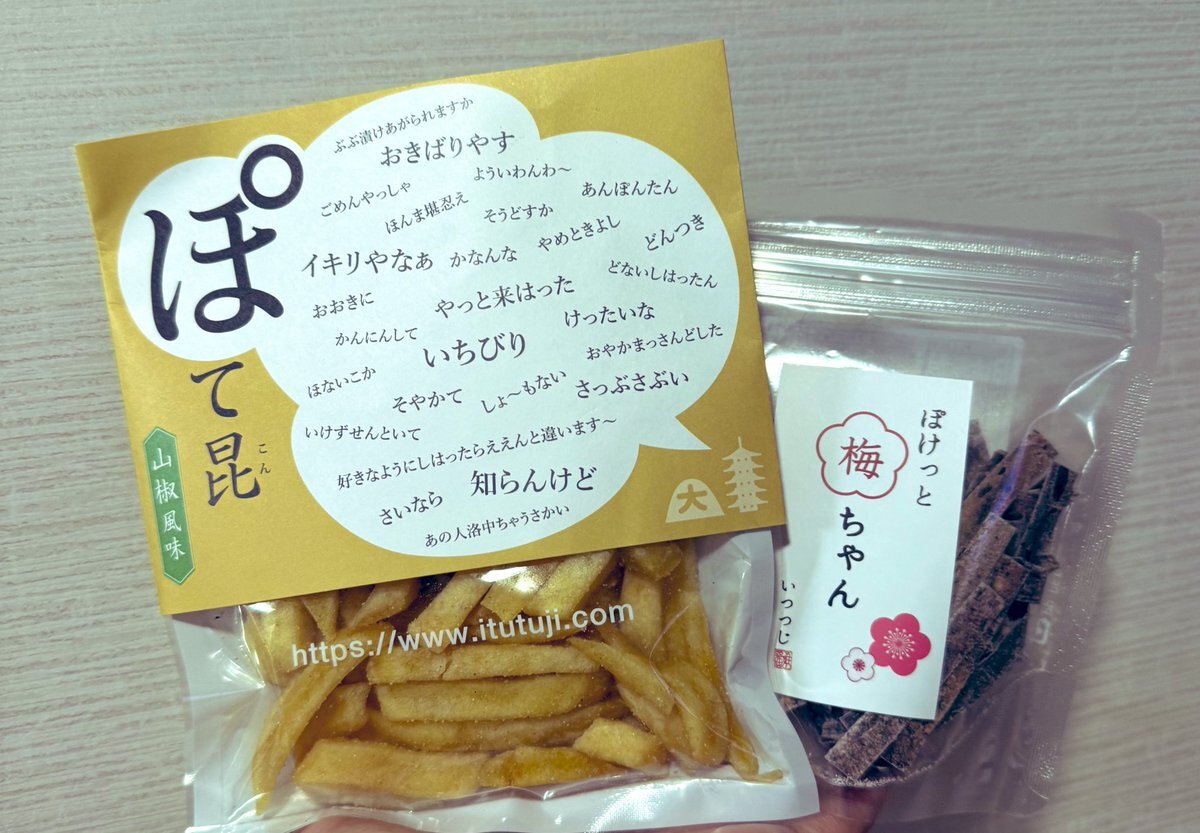 ぽて昆
こん
山椒風味
ぶぶ漬けあがられますか
おきばりやす
よういわんわ〜
ごめんやっしゃ
ほんま堪忍え
そうどすか
あんぽんたん
イキリやなぁ
かなんな
やめときよし
どんつき
おおきに
やっと来はった
どないしはったん
かんにんして
いちびり
けったいな
ほないこか
そやかて
しょ〜もない
おやかまっさんどした
さっぶさぶい
いけずせんといて
好きなようにしはったらええんと違います〜
さいなら
知らんけど
あの人洛中ちゃうさかい
大
https://www.itutuji.com
ぽけっと
梅ちゃん
いつつじ